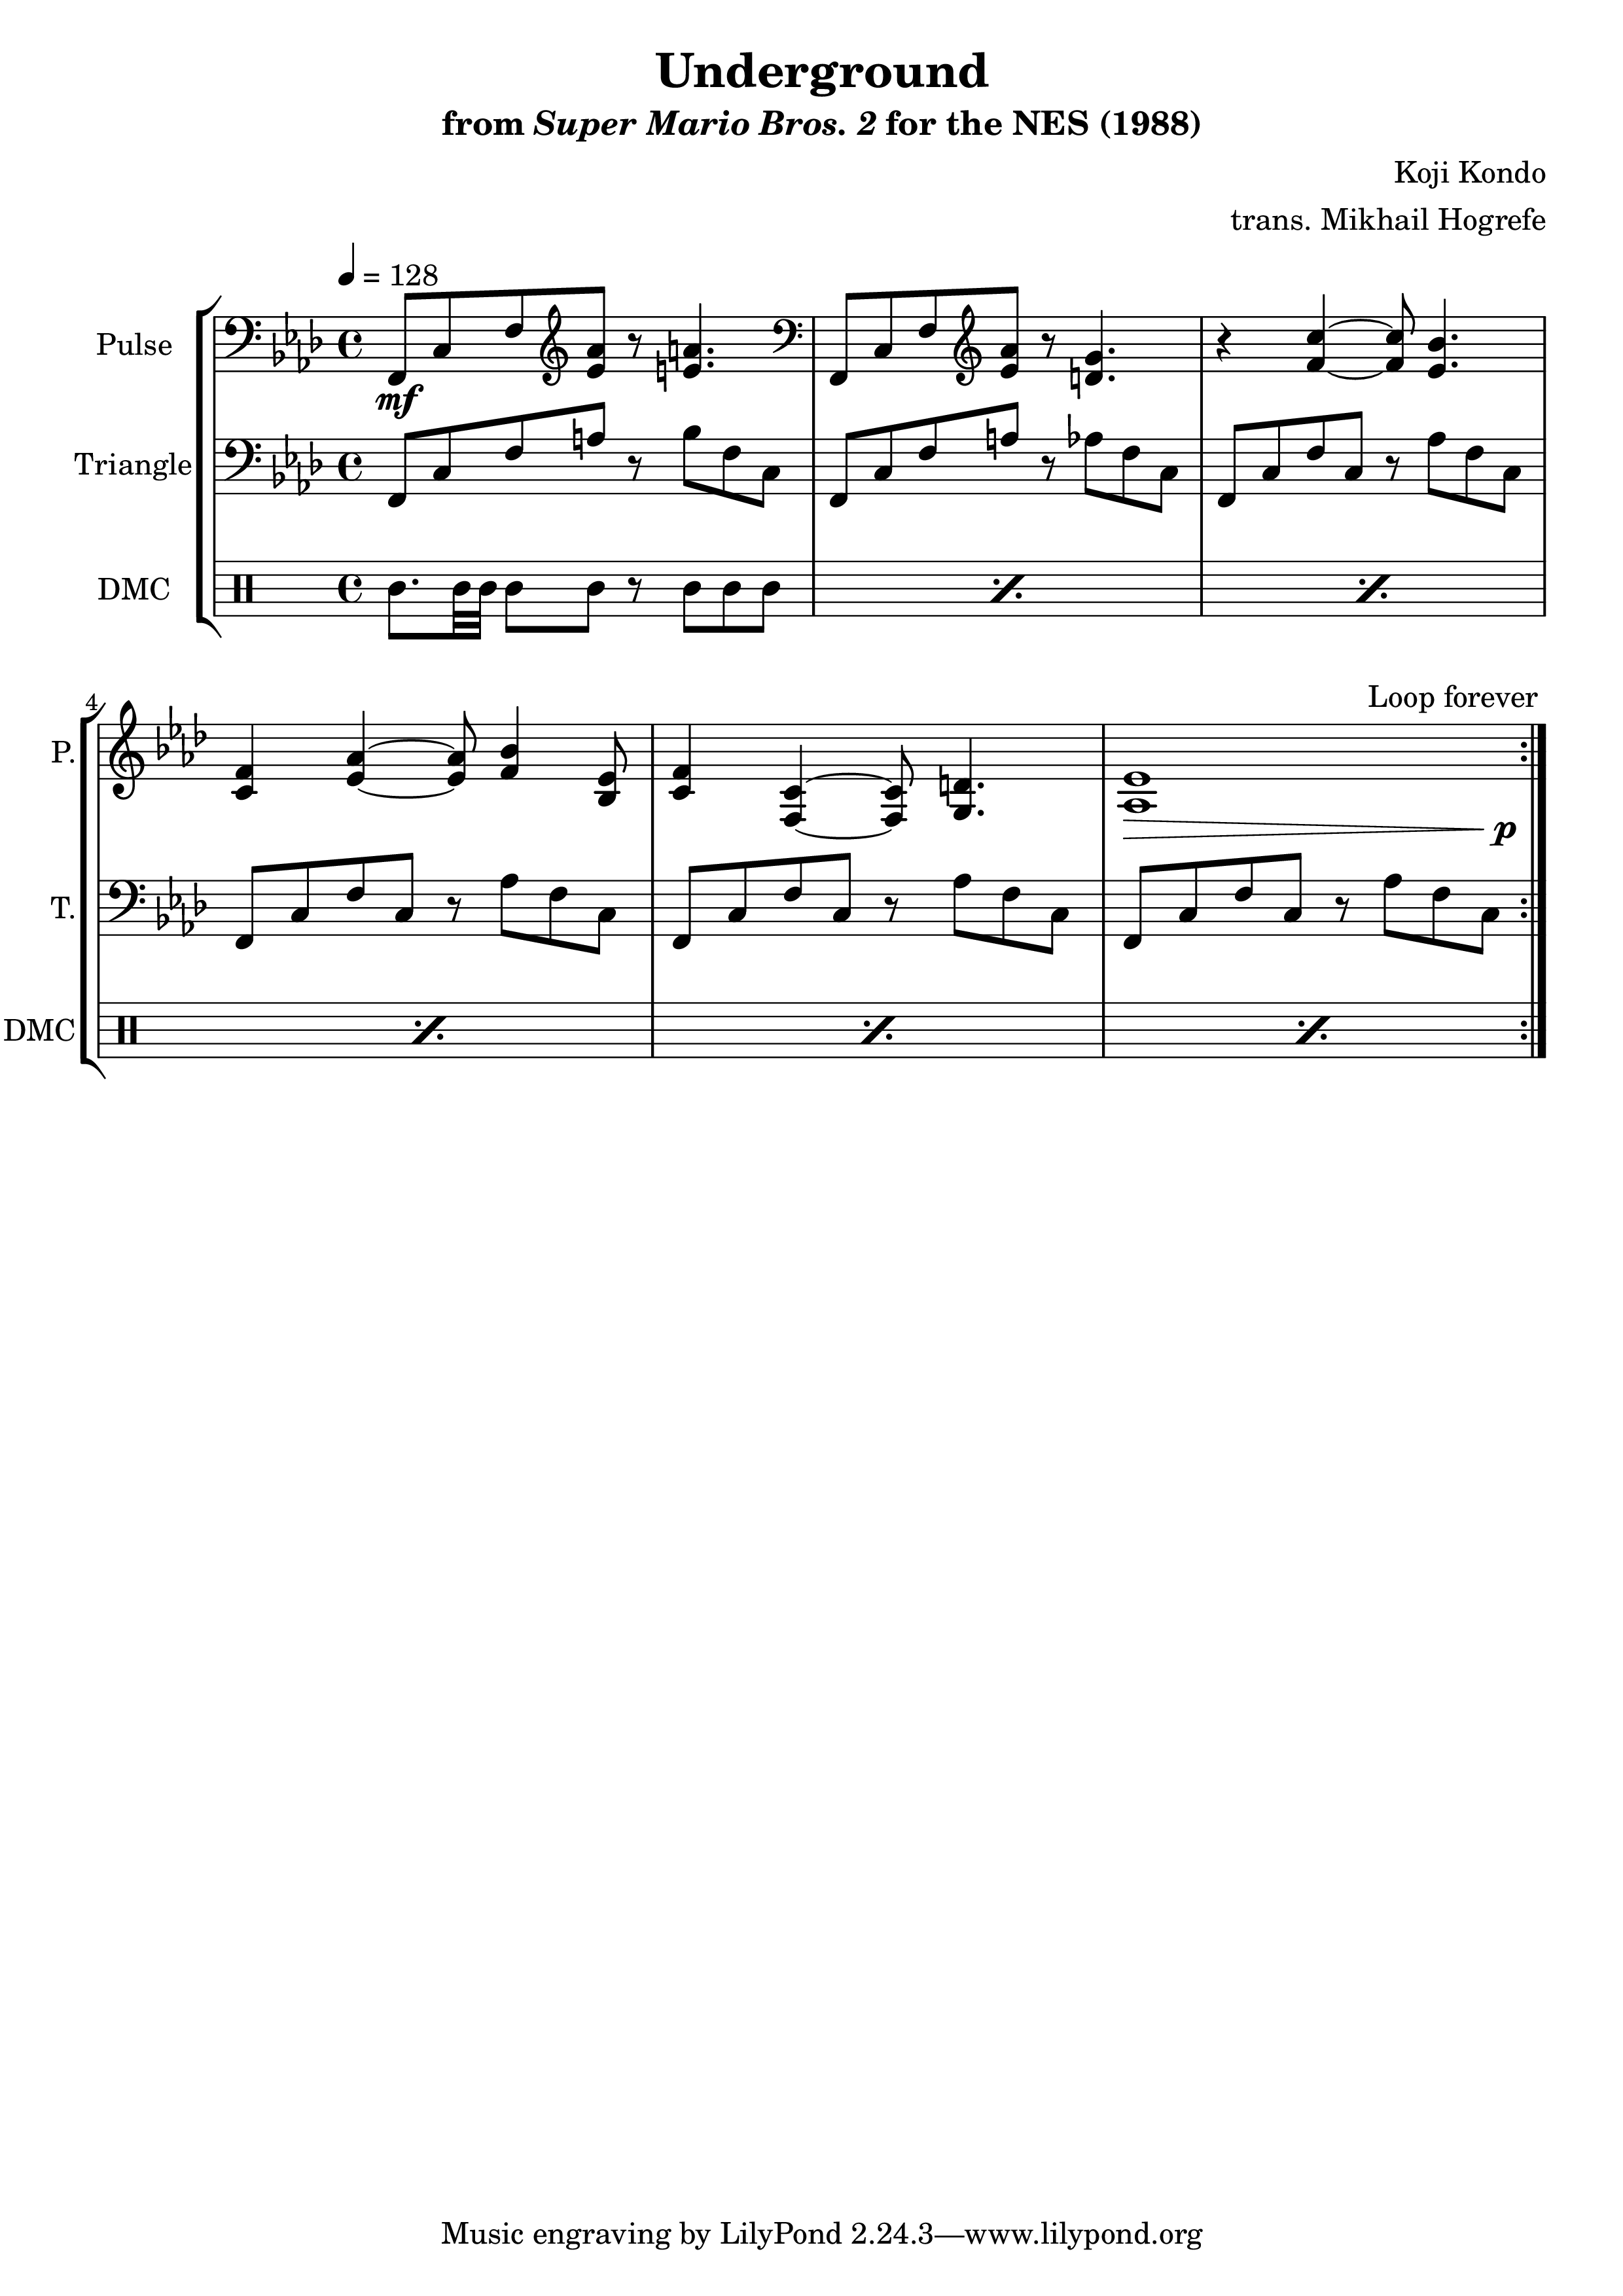 Underground
from Super Mario Bros. 2 for the NES (1988)
Koji Kondo
trans. Mikhail Hogrefe
= 128
Pulse
mf
Triangle
DMC
4
Loop forever
P.
p
T.
DMC
Music engraving by LilyPond 2.24.3—www.lilypond.org